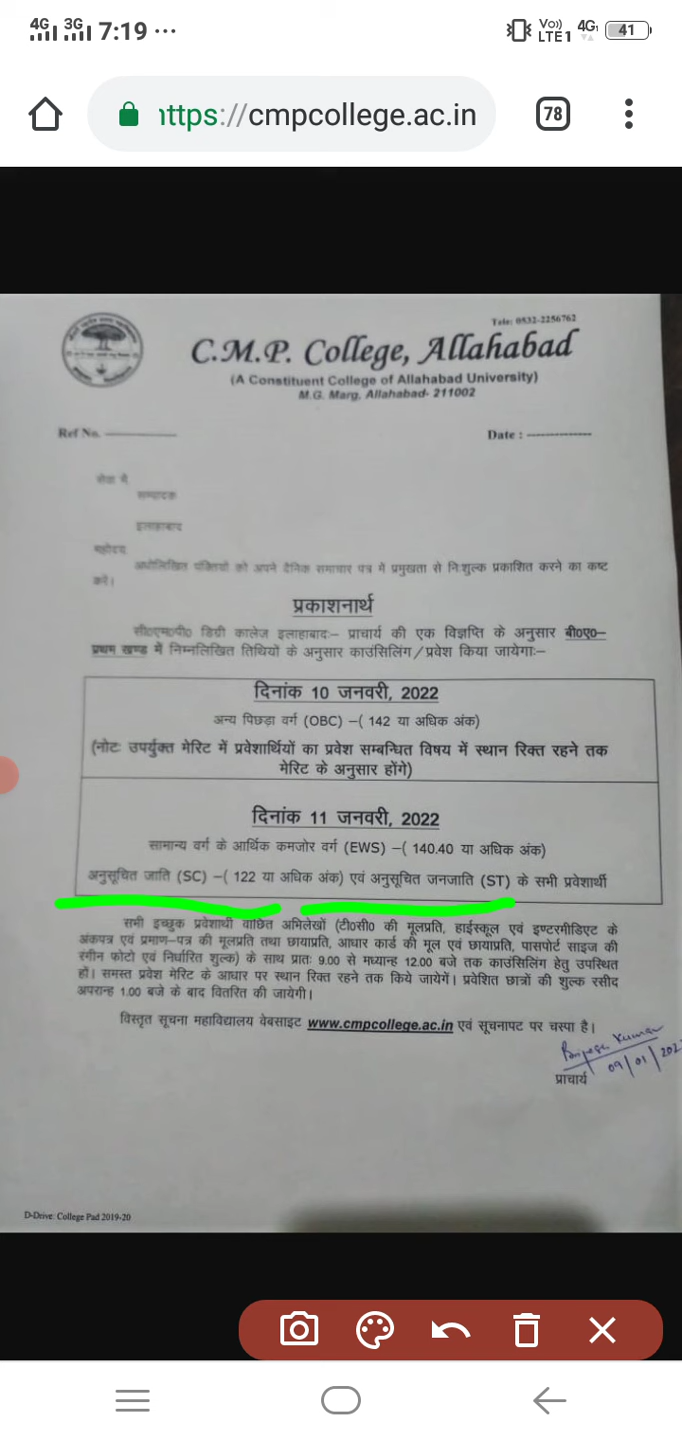 4G 3G 7:19 ...
Vo)) LTE1 4G 41
https://cmpcollege.ac.in
78
Tele: 0532-2256762
C.M.P. College, Allahabad
(A Constituent College of Allahabad University)
M.G. Marg, Allahabad- 211002
Ref No.
Date :
सेवा में
सम्पादक
इलाहाबाद
महोदय
अधोलिखित पंक्तियों को अपने दैनिक समाचार पत्र में प्रमुखता से निःशुल्क प्रकाशित करने का कष्ट
करें।
प्रकाशनार्थ
सी०एम०पी० डिग्री कालेज इलाहाबादः– प्राचार्य की एक विज्ञप्ति के अनुसार बी०ए०–
प्रथम खण्ड में निम्नलिखित तिथियों के अनुसार काउंसिलिंग/प्रवेश किया जायेगाः–
दिनांक 10 जनवरी, 2022
अन्य पिछड़ा वर्ग (OBC) –( 142 या अधिक अंक)
(नोटः उपर्युक्त मेरिट में प्रवेशार्थियों का प्रवेश सम्बन्धित विषय में स्थान रिक्त रहने तक
मेरिट के अनुसार होंगे)
दिनांक 11 जनवरी, 2022
सामान्य वर्ग के आर्थिक कमजोर वर्ग (EWS) –( 140.40 या अधिक अंक)
अनुसूचित जाति (SC) –( 122 या अधिक अंक) एवं अनुसूचित जनजाति (ST) के सभी प्रवेशार्थी
सभी इच्छुक प्रवेशार्थी वांछित अभिलेखों (टी०सी० की मूलप्रति, हाईस्कूल एवं इण्टरमीडिएट के
अंकपत्र एवं प्रमाण–पत्र की मूलप्रति तथा छायाप्रति, आधार कार्ड की मूल एवं छायाप्रति, पासपोर्ट साइज की
रंगीन फोटो एवं निर्धारित शुल्क) के साथ प्रातः 9.00 से मध्यान्ह 12.00 बजे तक काउंसिलिंग हेतु उपस्थित
हों। समस्त प्रवेश मेरिट के आधार पर स्थान रिक्त रहने तक किये जायेगें। प्रवेशित छात्रों की शुल्क रसीद
अपरान्ह 1.00 बजे के बाद वितरित की जायेगी।
विस्तृत सूचना महाविद्यालय वेबसाइट www.cmpcollege.ac.in एवं सूचनापट पर चस्पा है।
Brijesh Kumar
09/01/202
प्राचार्य
D-Drive: College Pad 2019-20